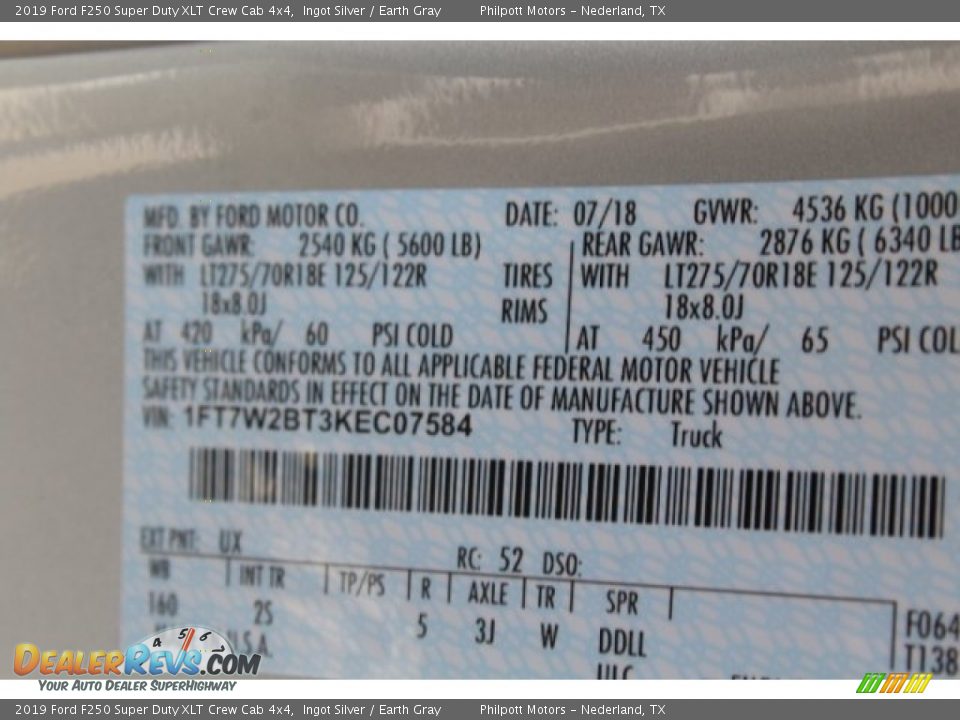 2019 Ford F250 Super Duty XLT Crew Cab 4x4, Ingot Silver / Earth Gray Philpott Motors - Nederland, TX
MFD. BY FORD MOTOR CO. DATE: 07/18 GVWR: 4536 KG (1000
FRONT GAWR: 2540 KG ( 5600 LB) REAR GAWR: 2876 KG ( 6340 LB
WITH LT275/70R18E 125/122R TIRES WITH LT275/70R18E 125/122R
18x8.0J RIMS 18x8.0J
AT 420 kPa/ 60 PSI COLD AT 450 kPa/ 65 PSI COL
THIS VEHICLE CONFORMS TO ALL APPLICABLE FEDERAL MOTOR VEHICLE
SAFETY STANDARDS IN EFFECT ON THE DATE OF MANUFACTURE SHOWN ABOVE.
VIN: 1FT7W2BT3KEC07584 TYPE: Truck
EXT PNT: UX RC: 52 DSO:
WB INT TR TP/PS R AXLE TR SPR
160 2S 5 3J W DDLL F064
U.S.A. T138
4 5 6
DealerRevs.com
Your Auto Dealer SuperHighway
2019 Ford F250 Super Duty XLT Crew Cab 4x4, Ingot Silver / Earth Gray Philpott Motors - Nederland, TX